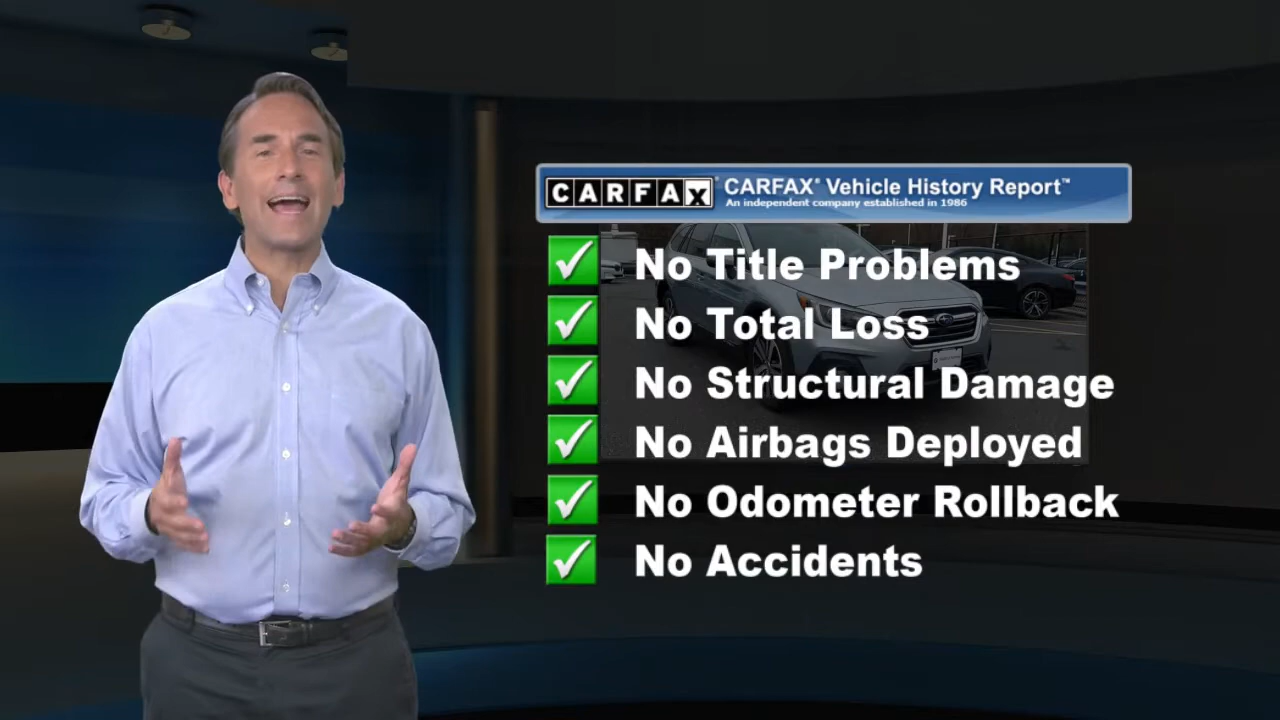 CARFAX® CARFAX® Vehicle History Report™
An independent company established in 1986
No Title Problems
No Total Loss
No Structural Damage
No Airbags Deployed
No Odometer Rollback
No Accidents